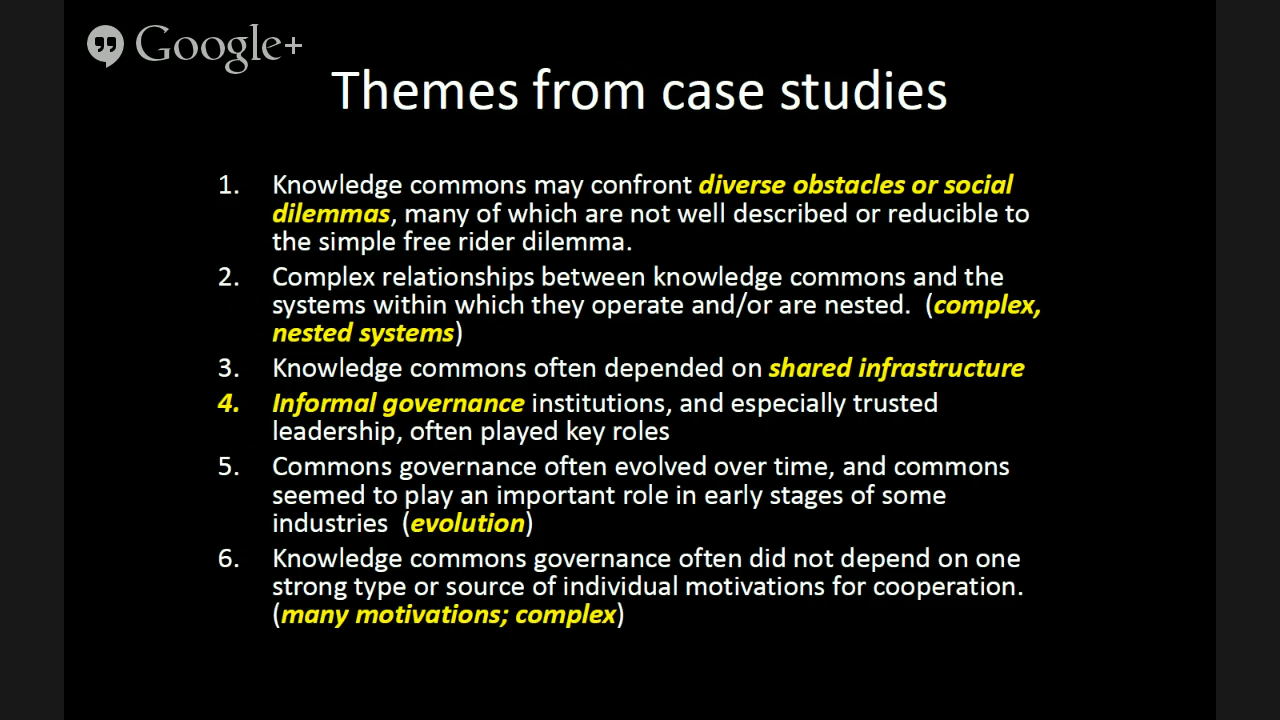 Google+
Themes from case studies
1. Knowledge commons may confront diverse obstacles or social
dilemmas, many of which are not well described or reducible to
the simple free rider dilemma.
2. Complex relationships between knowledge commons and the
systems within which they operate and/or are nested. (complex,
nested systems)
3. Knowledge commons often depended on shared infrastructure
4. Informal governance institutions, and especially trusted
leadership, often played key roles
5. Commons governance often evolved over time, and commons
seemed to play an important role in early stages of some
industries (evolution)
6. Knowledge commons governance often did not depend on one
strong type or source of individual motivations for cooperation.
(many motivations; complex)